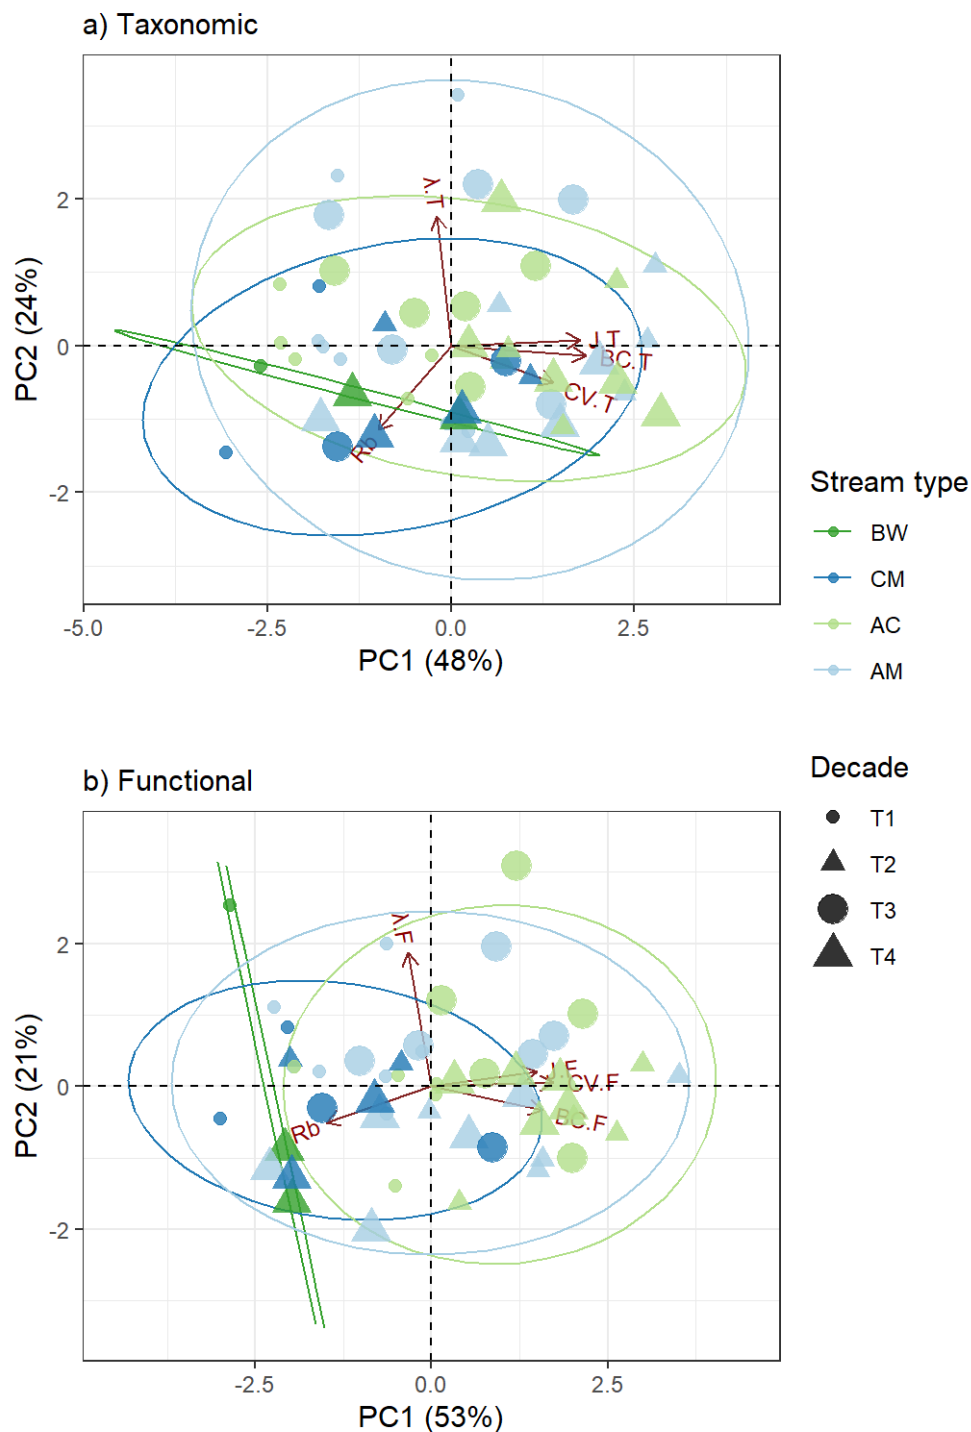 a) Taxonomic
PC2 (24%)
2
0
-2
λ.T
J.T
BC.T
CV.T
Rb
-5.0
-2.5
0.0
2.5
PC1 (48%)
Stream type
BW
CM
AC
AM
Decade
T1
T2
T3
T4
b) Functional
PC2 (21%)
2
0
-2
λ.F
J.F
CV.F
BC.F
Rb
-2.5
0.0
2.5
PC1 (53%)